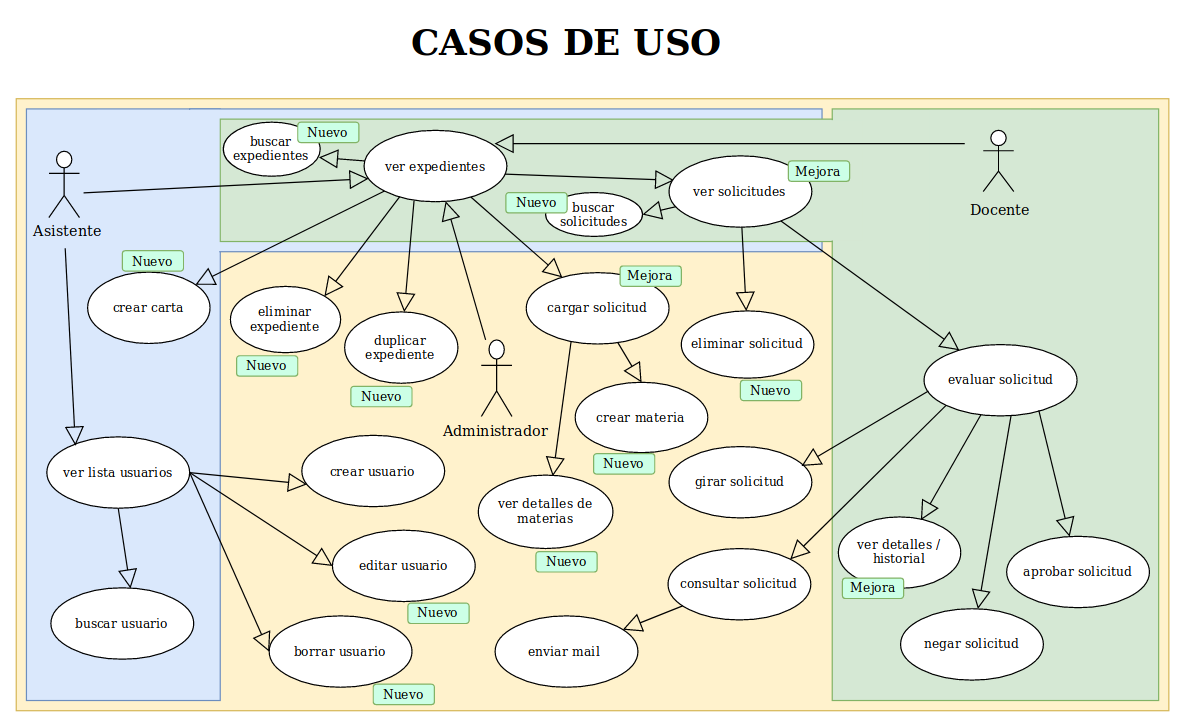 CASOS DE USO
Nuevo
buscar
expedientes
ver expedientes
Mejora
ver solicitudes
Nuevo
buscar
solicitudes
Docente
Asistente
Nuevo
crear carta
eliminar
expediente
Nuevo
duplicar
expediente
Nuevo
Administrador
Mejora
cargar solicitud
eliminar solicitud
Nuevo
crear materia
Nuevo
evaluar solicitud
ver lista usuarios
crear usuario
ver detalles de
materias
Nuevo
girar solicitud
editar usuario
Nuevo
consultar solicitud
ver detalles /
historial
Mejora
aprobar solicitud
buscar usuario
borrar usuario
Nuevo
enviar mail
negar solicitud